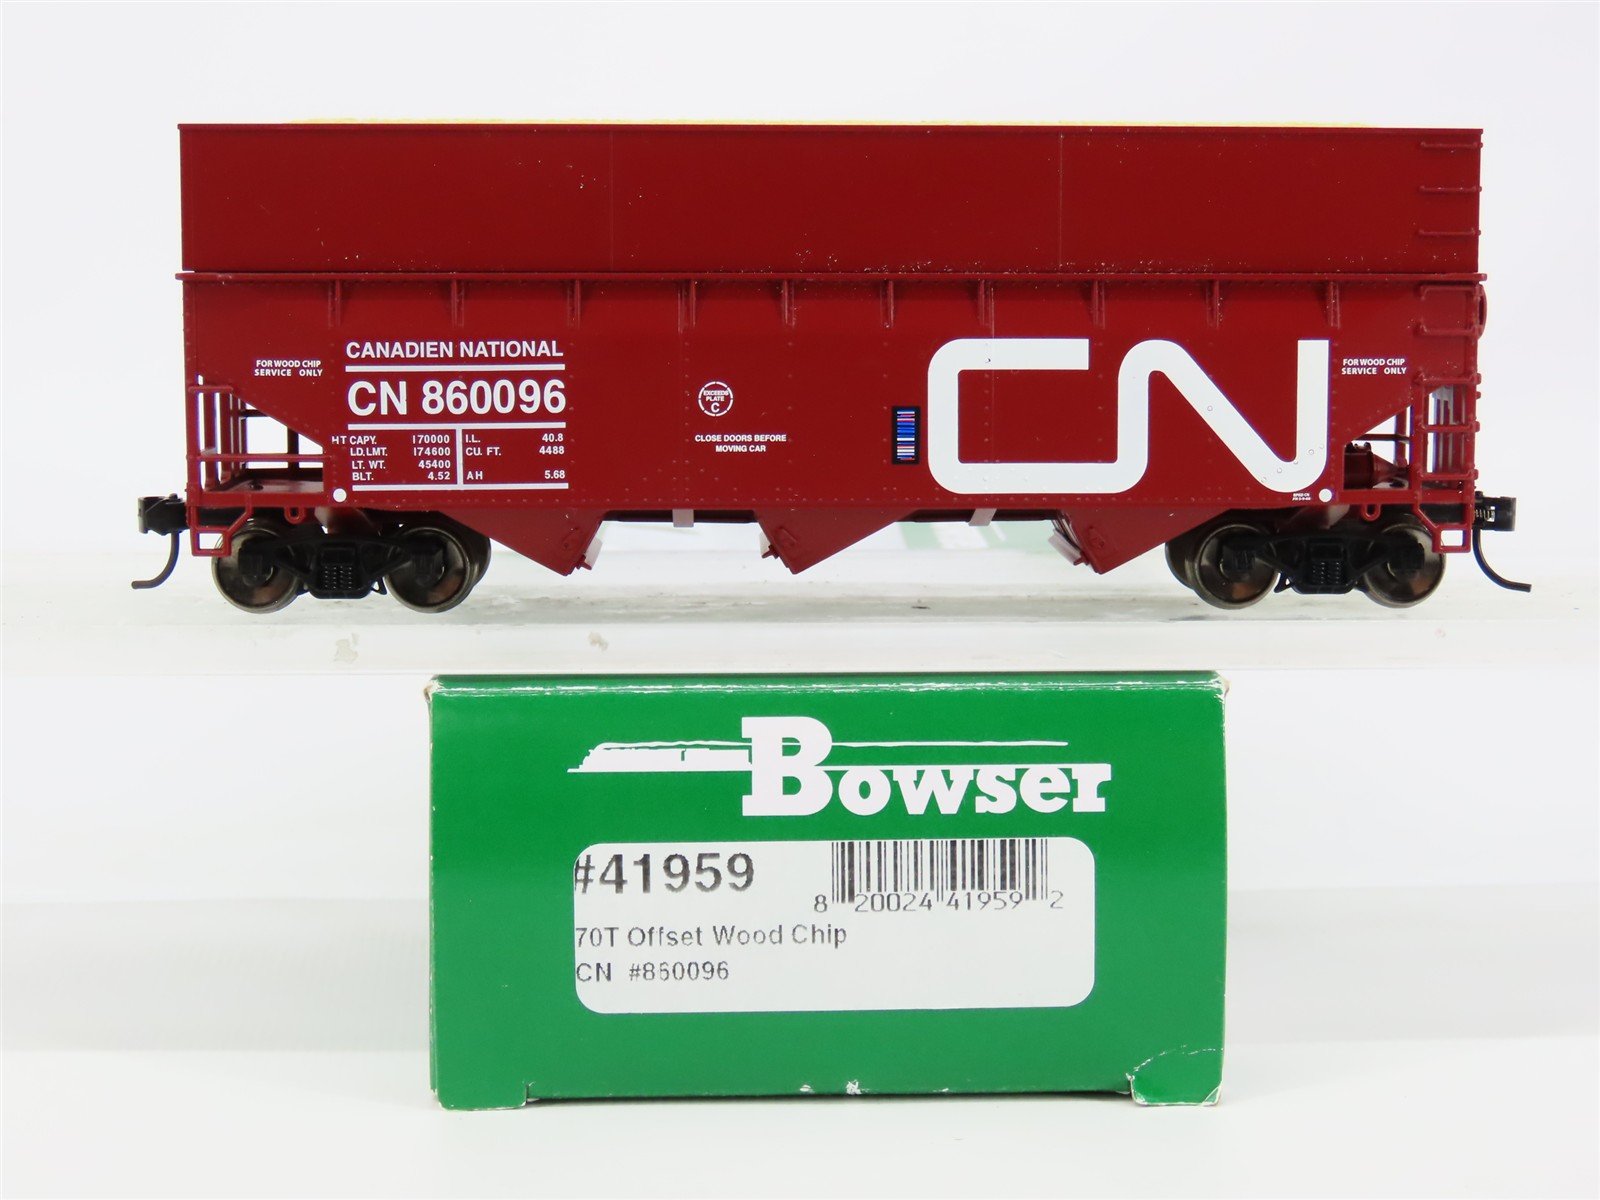 CANADIEN NATIONAL
CN 860096
FOR WOOD CHIP
SERVICE ONLY
HT CAPY. 170000 I.L. 40.8
LD.LMT. 174600 CU. FT. 4488
LT. WT. 45400
BLT. 4.52 AH 5.68
EXCEEDS
PLATE
C
CLOSE DOORS BEFORE
MOVING CAR
CN
FOR WOOD CHIP
SERVICE ONLY
Bowser
#41959
8 20024 41959 2
70T Offset Wood Chip
CN #860096